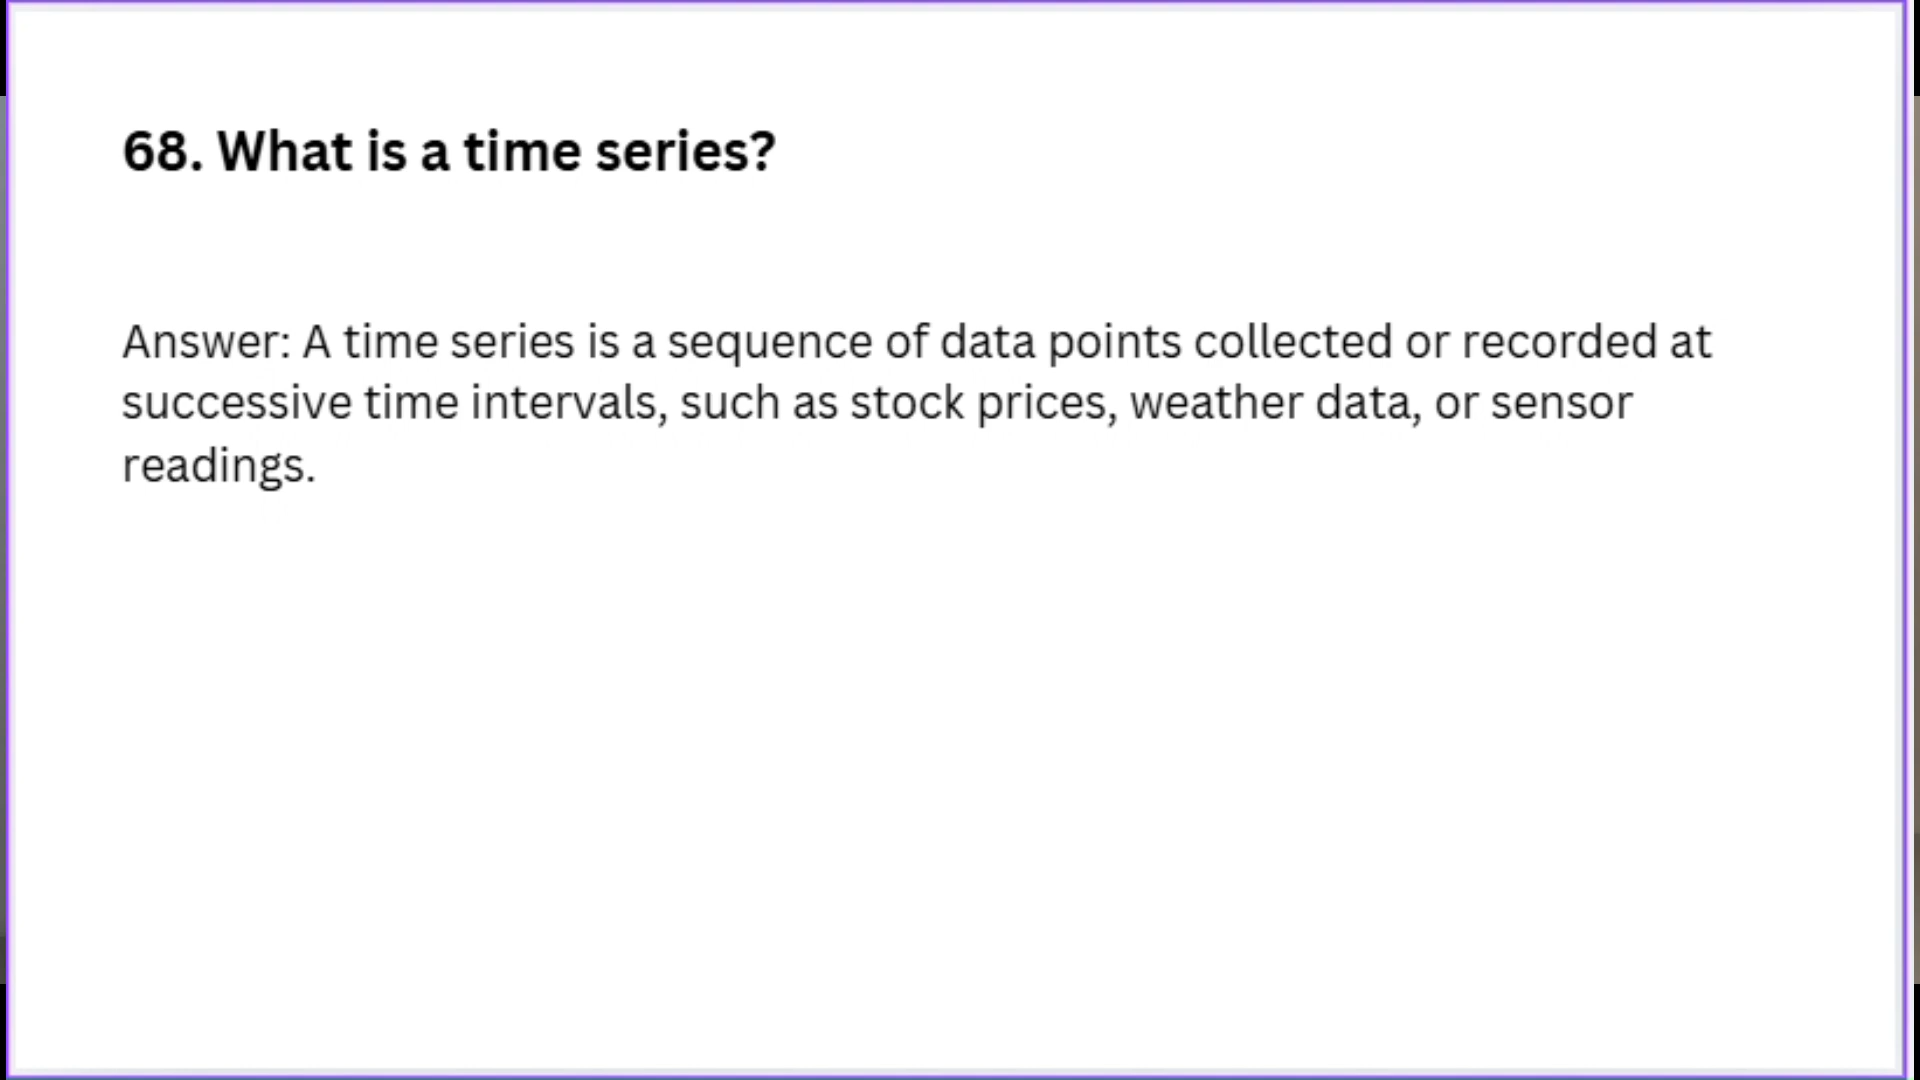 68. What is a time series?
Answer: A time series is a sequence of data points collected or recorded at
successive time intervals, such as stock prices, weather data, or sensor
readings.